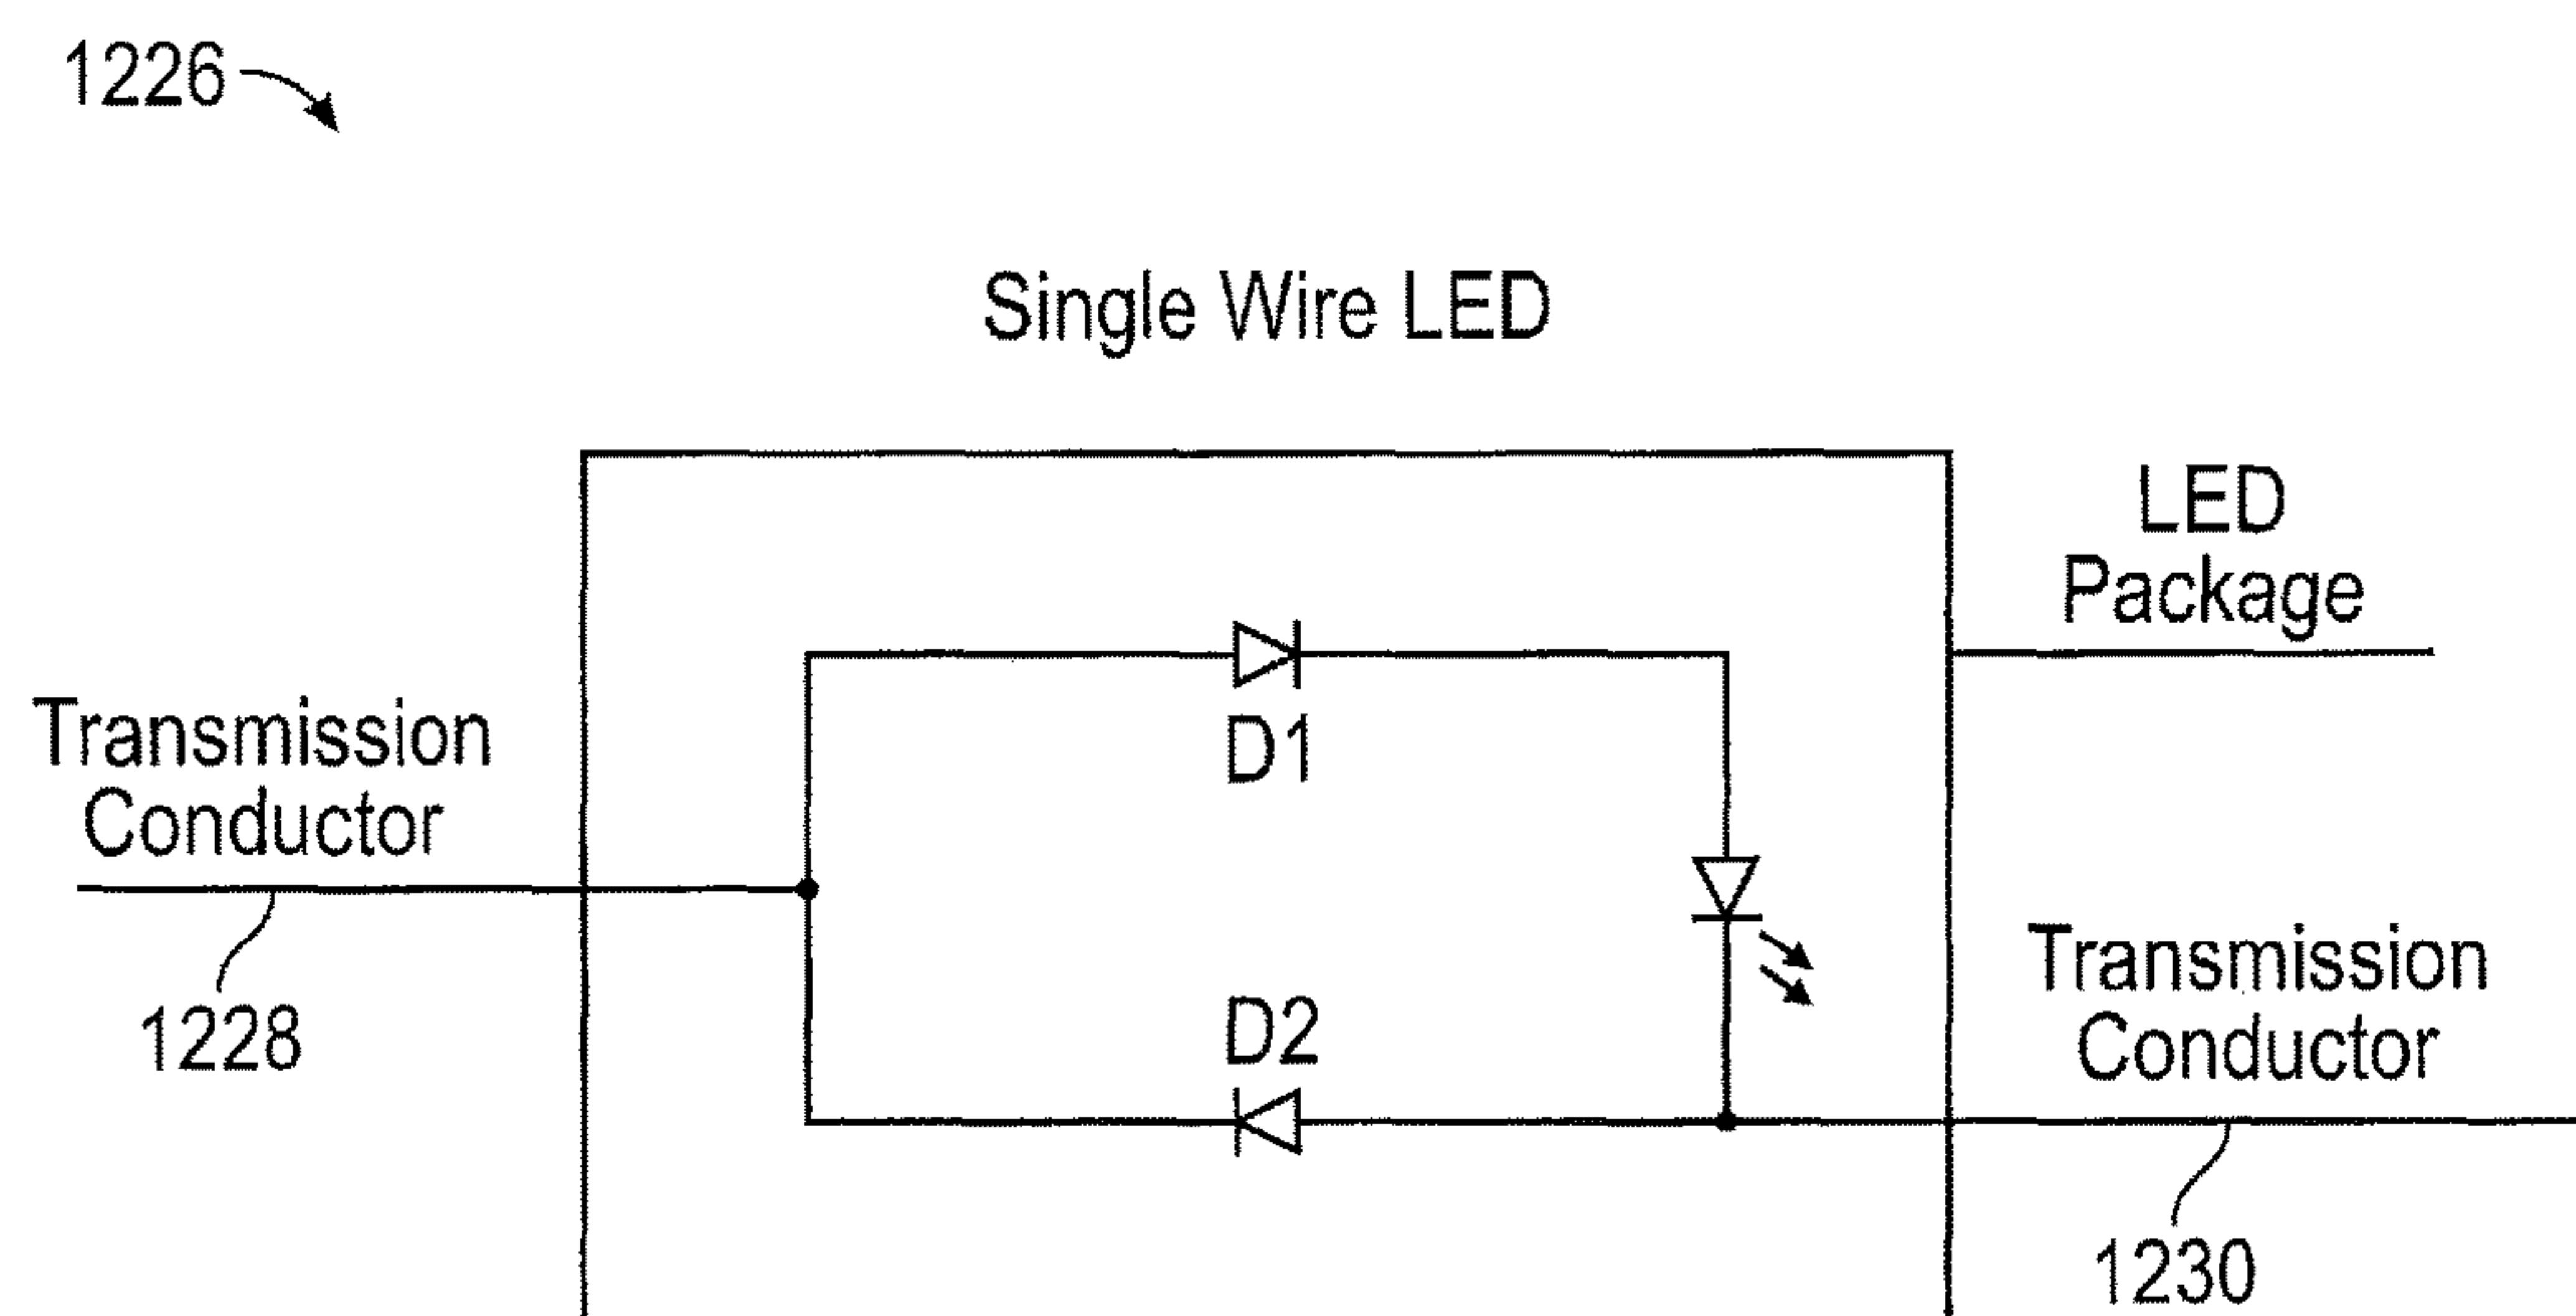 1226
Single Wire LED
LED
Package
Transmission
Conductor
D1
Transmission
Conductor
D2
1228
1230